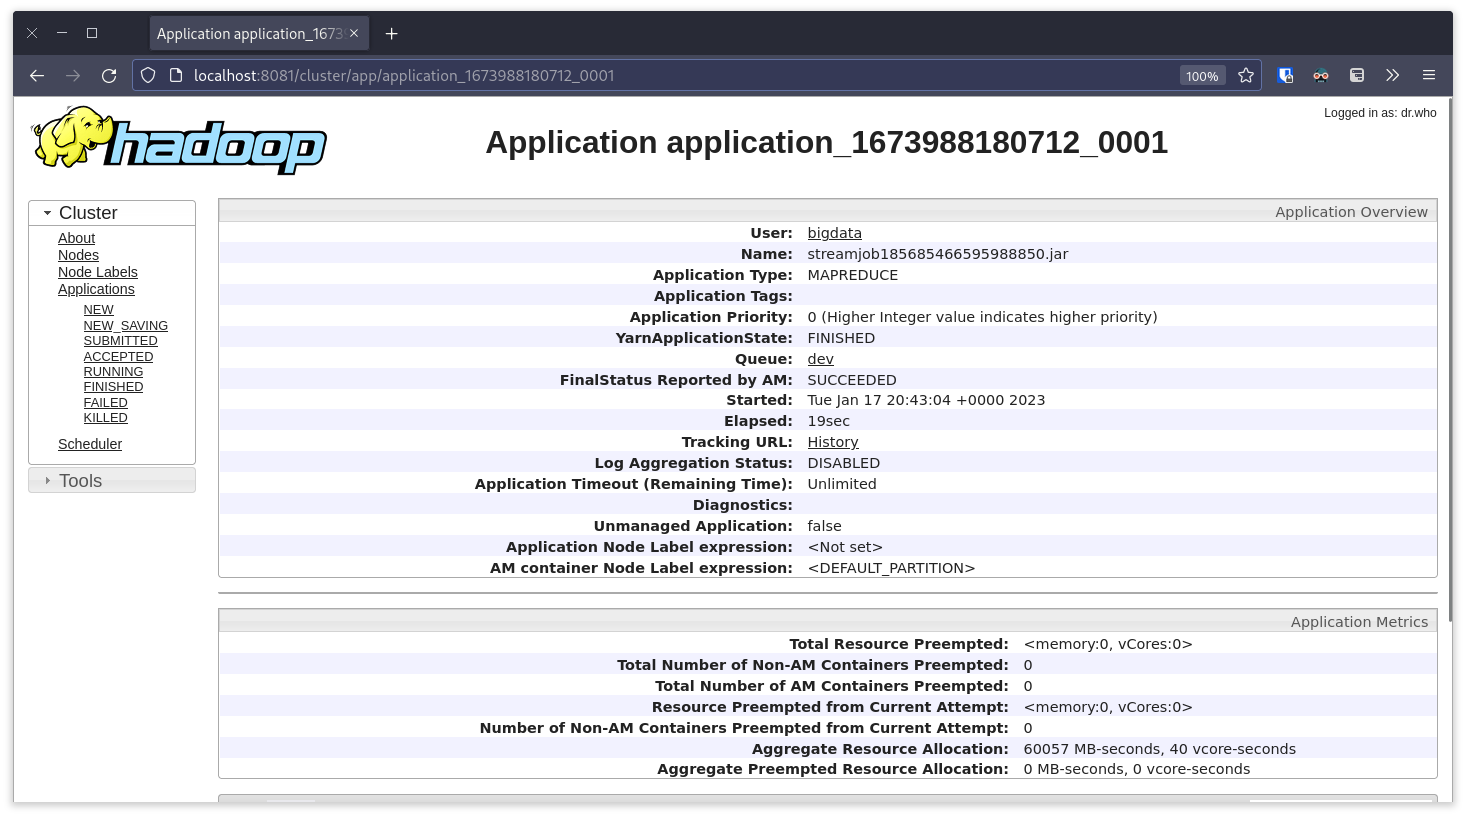 Application application_1673
localhost:8081/cluster/app/application_1673988180712_0001
100%
Logged in as: dr.who
hadoop
Application application_1673988180712_0001
Cluster
About
Nodes
Node Labels
Applications
NEW
NEW_SAVING
SUBMITTED
ACCEPTED
RUNNING
FINISHED
FAILED
KILLED
Scheduler
Tools
Application Overview
User: bigdata
Name: streamjob185685466595988850.jar
Application Type: MAPREDUCE
Application Tags:
Application Priority: 0 (Higher Integer value indicates higher priority)
YarnApplicationState: FINISHED
Queue: dev
FinalStatus Reported by AM: SUCCEEDED
Started: Tue Jan 17 20:43:04 +0000 2023
Elapsed: 19sec
Tracking URL: History
Log Aggregation Status: DISABLED
Application Timeout (Remaining Time): Unlimited
Diagnostics:
Unmanaged Application: false
Application Node Label expression: <Not set>
AM container Node Label expression: <DEFAULT_PARTITION>
Application Metrics
Total Resource Preempted: <memory:0, vCores:0>
Total Number of Non-AM Containers Preempted: 0
Total Number of AM Containers Preempted: 0
Resource Preempted from Current Attempt: <memory:0, vCores:0>
Number of Non-AM Containers Preempted from Current Attempt: 0
Aggregate Resource Allocation: 60057 MB-seconds, 40 vcore-seconds
Aggregate Preempted Resource Allocation: 0 MB-seconds, 0 vcore-seconds